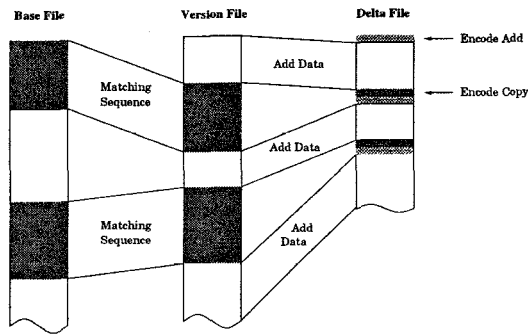 Base File
Version File
Delta File
Encode Add
Add Data
Matching
Sequence
Encode Copy
Add Data
Matching
Sequence
Add
Data